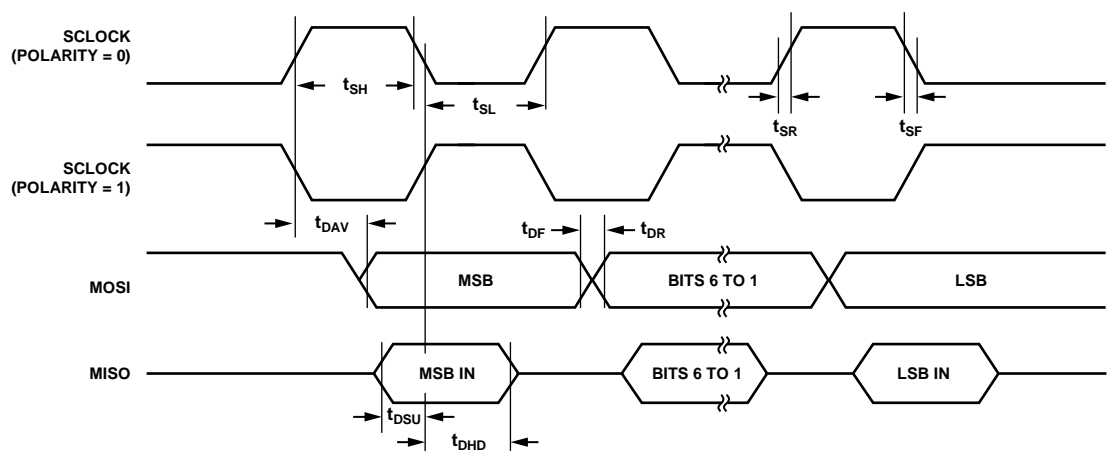 SCLOCK
(POLARITY = 0)
tSH
tSL
tSR
tSF
SCLOCK
(POLARITY = 1)
tDAV
tDF
tDR
MOSI
MSB
BITS 6 TO 1
LSB
MISO
MSB IN
BITS 6 TO 1
LSB IN
tDSU
tDHD